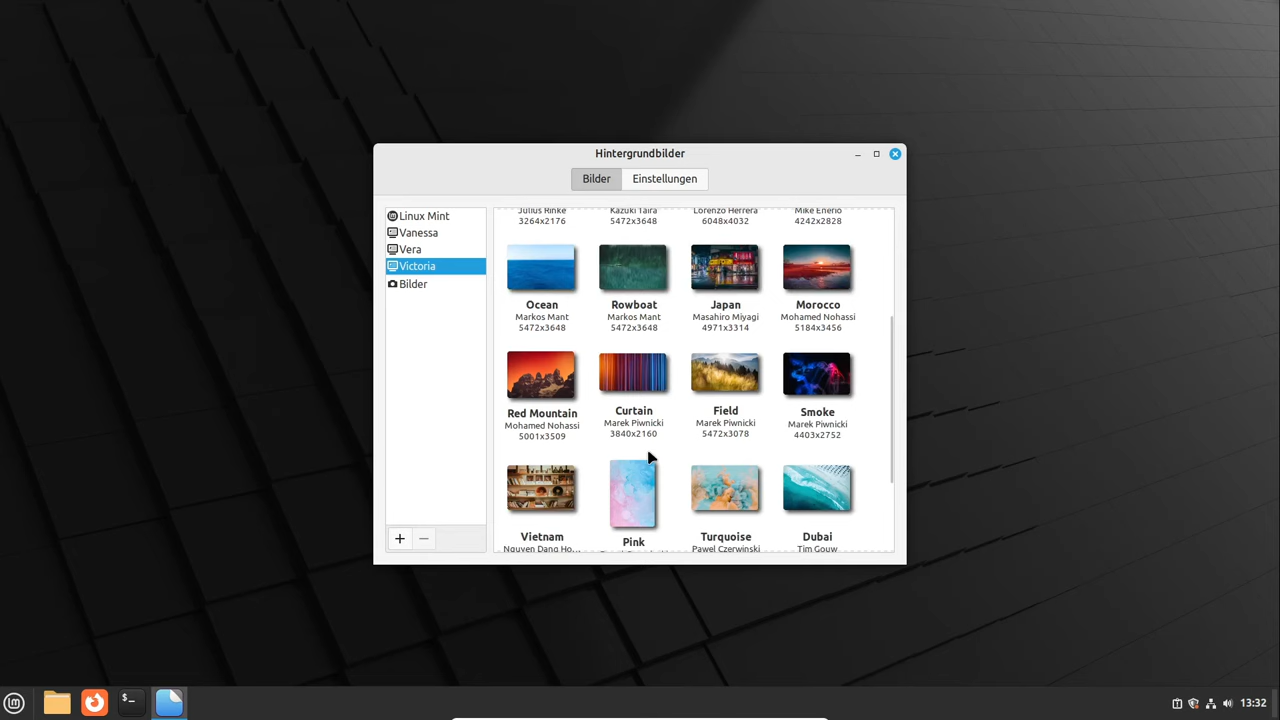 Hintergrundbilder
Bilder Einstellungen
Linux Mint
Vanessa
Vera
Victoria
Bilder
Julius Rinke Kazuki Taira Lorenzo Herrera Mike Enerio
3264x2176 5472x3648 6048x4032 4242x2828
Ocean Rowboat Japan Morocco
Markos Mant Markos Mant Masahiro Miyagi Mohamed Nohassi
5472x3648 5472x3648 4971x3314 5184x3456
Red Mountain Curtain Field Smoke
Mohamed Nohassi Marek Piwnicki Marek Piwnicki Marek Piwnicki
5001x3509 3840x2160 5472x3078 4403x2752
Vietnam Pink Turquoise Dubai
Nguyen Dang Ho... Pawel Czerwinski Tim Gouw
13:32